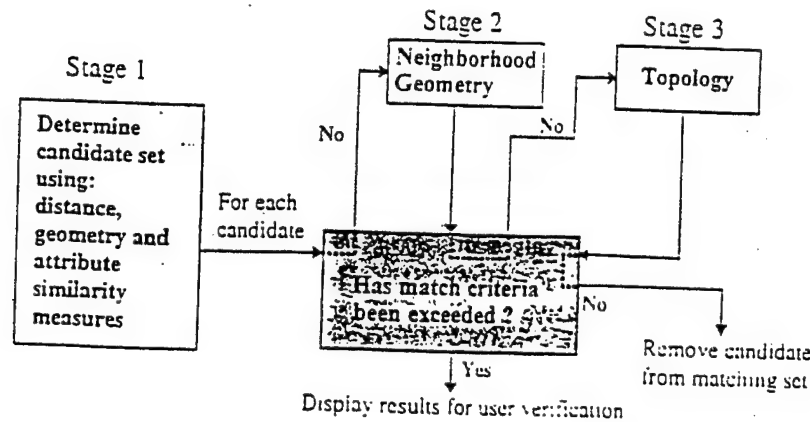 Stage 1
Determine
candidate set
using:
distance,
geometry and
attribute
similarity
measures
For each
candidate
Stage 2
Neighborhood
Geometry
No
Stage 3
Topology
No
Has match criteria
been exceeded ?
No
Remove candidate
from matching set
Yes
Display results for user verification